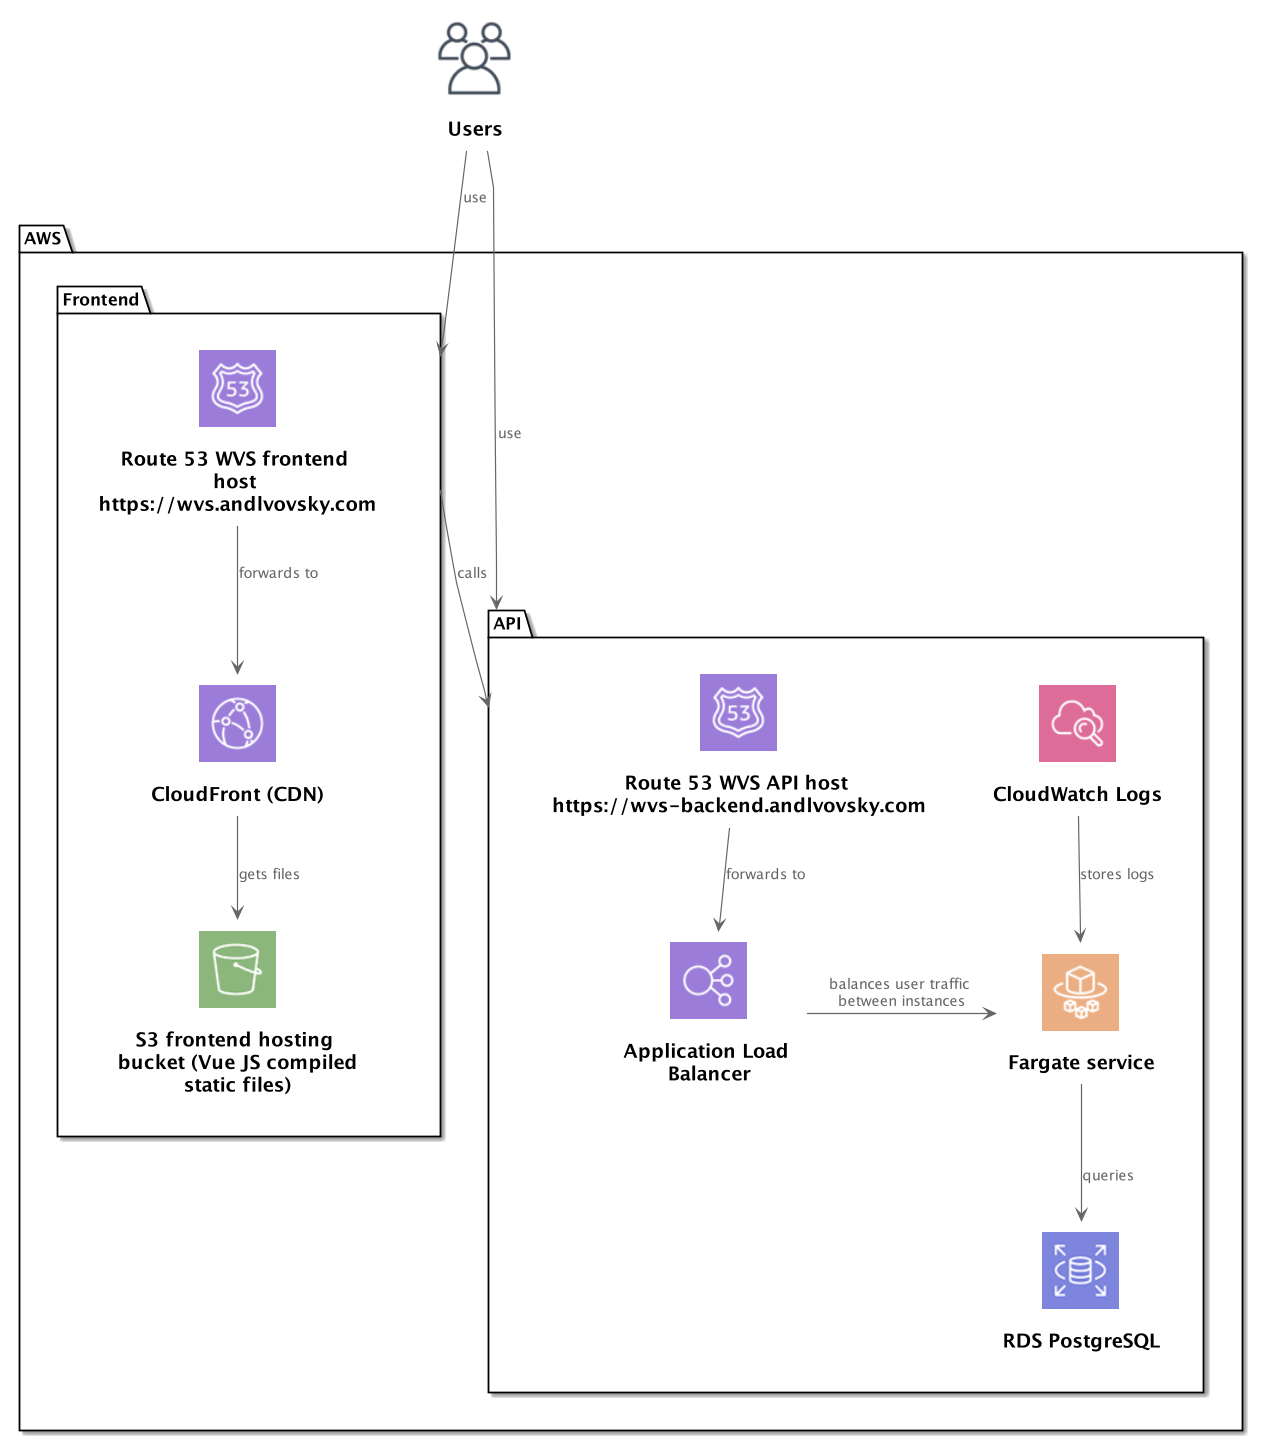 Users
use
AWS
Frontend
53
Route 53 WVS frontend
host
https://wvs.andlvovsky.com
use
forwards to
calls
CloudFront (CDN)
gets files
S3 frontend hosting
bucket (Vue JS compiled
static files)
API
53
Route 53 WVS API host
https://wvs-backend.andlvovsky.com
CloudWatch Logs
forwards to
stores logs
balances user traffic
between instances
Application Load
Balancer
Fargate service
queries
RDS PostgreSQL